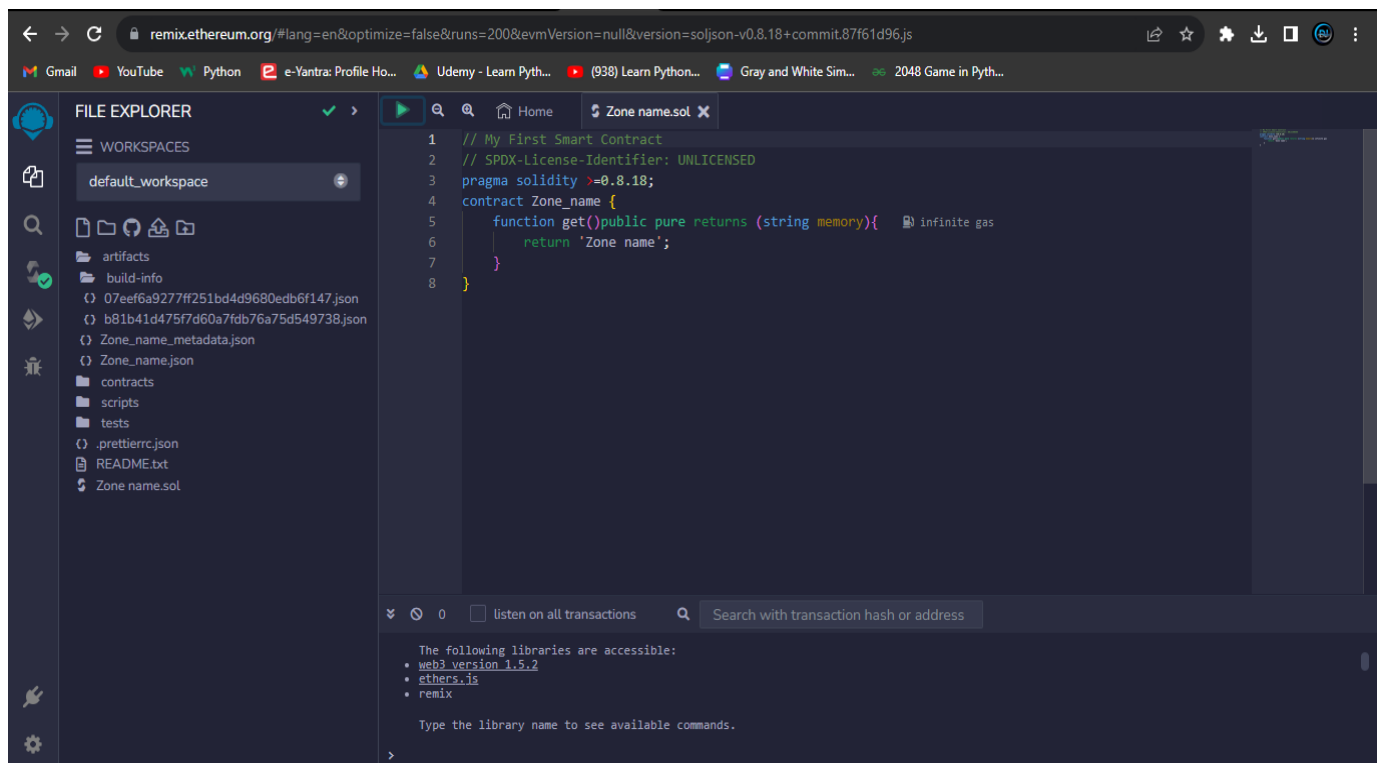 remix.ethereum.org/#lang=en&optimize=false&runs=200&evmVersion=null&version=soljson-v0.8.18+commit.87f61d96.js
Gmail YouTube Python e-Yantra: Profile Ho... Udemy - Learn Pyth... (938) Learn Python... Gray and White Sim... 2048 Game in Pyth...
FILE EXPLORER
WORKSPACES
default_workspace
artifacts
build-info
07eef6a9277ff251bd4d9680edb6f147.json
b81b41d475f7d60a7fdb76a75d549738.json
Zone_name_metadata.json
Zone_name.json
contracts
scripts
tests
.prettierrc.json
README.txt
Zone name.sol
Home Zone name.sol
1 // My First Smart Contract
2 // SPDX-License-Identifier: UNLICENSED
3 pragma solidity >=0.8.18;
4 contract Zone_name {
5 function get()public pure returns (string memory){ infinite gas
6 return 'Zone name';
7 }
8 }
0 listen on all transactions Search with transaction hash or address
The following libraries are accessible:
• web3 version 1.5.2
• ethers.js
• remix
Type the library name to see available commands.
>